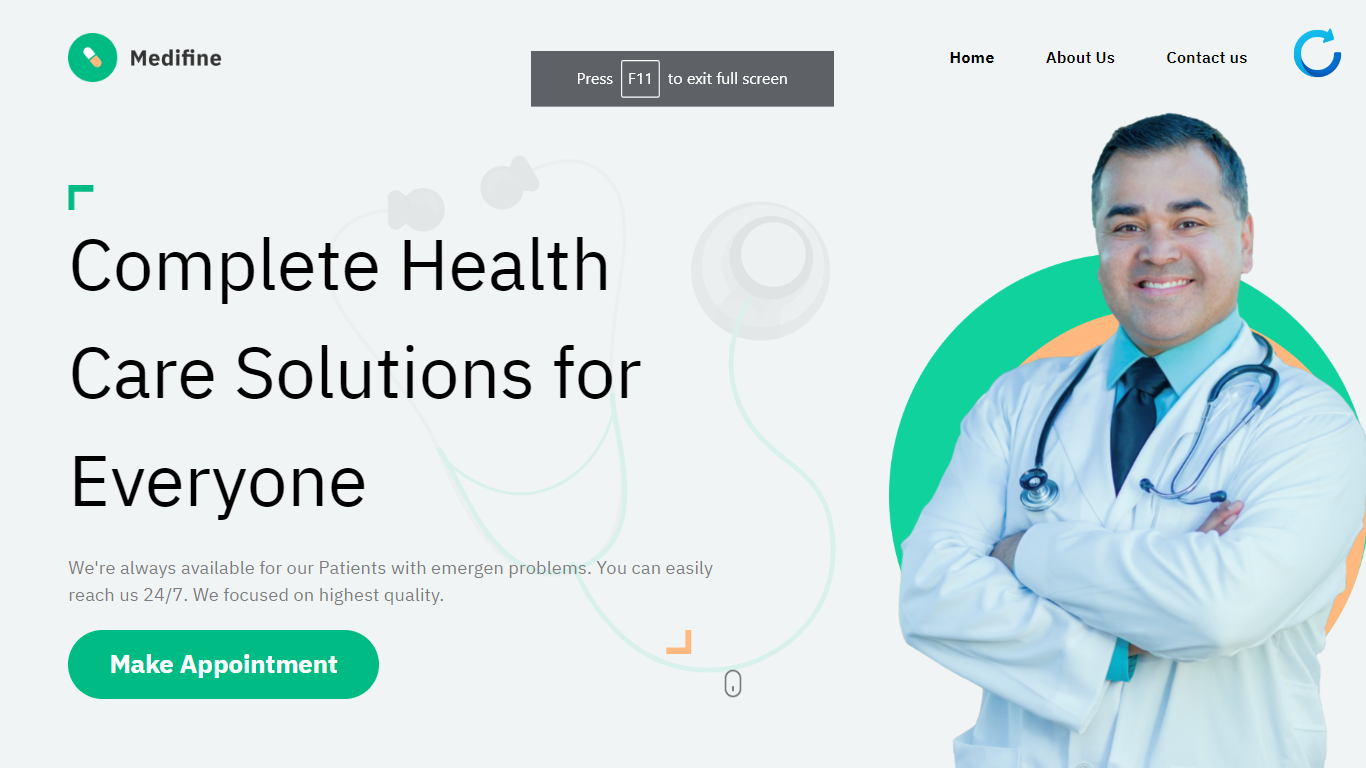 Medifine
Press F11 to exit full screen
Home
About Us
Contact us
Complete Health
Care Solutions for
Everyone
We're always available for our Patients with emergen problems. You can easily
reach us 24/7. We focused on highest quality.
Make Appointment